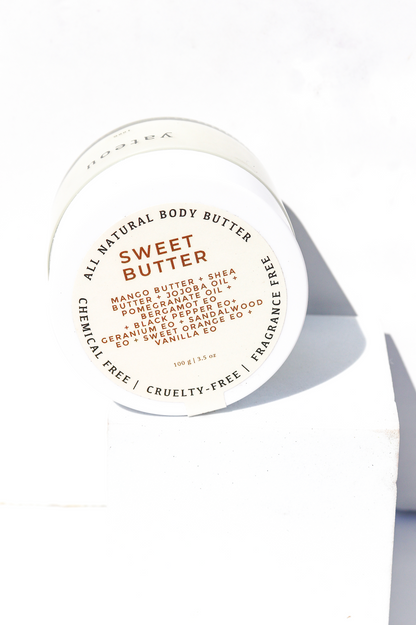 yateou
ALL NATURAL BODY BUTTER
SWEET
BUTTER
MANGO BUTTER + SHEA
BUTTER + JOJOBA OIL +
POMEGRANATE OIL +
BERGAMOT EO
+ BLACK PEPPER EO+
GERANIUM EO + SANDALWOOD
EO + SWEET ORANGE EO +
VANILLA EO
100 g | 3.5 oz
CHEMICAL FREE | CRUELTY-FREE | FRAGRANCE FREE